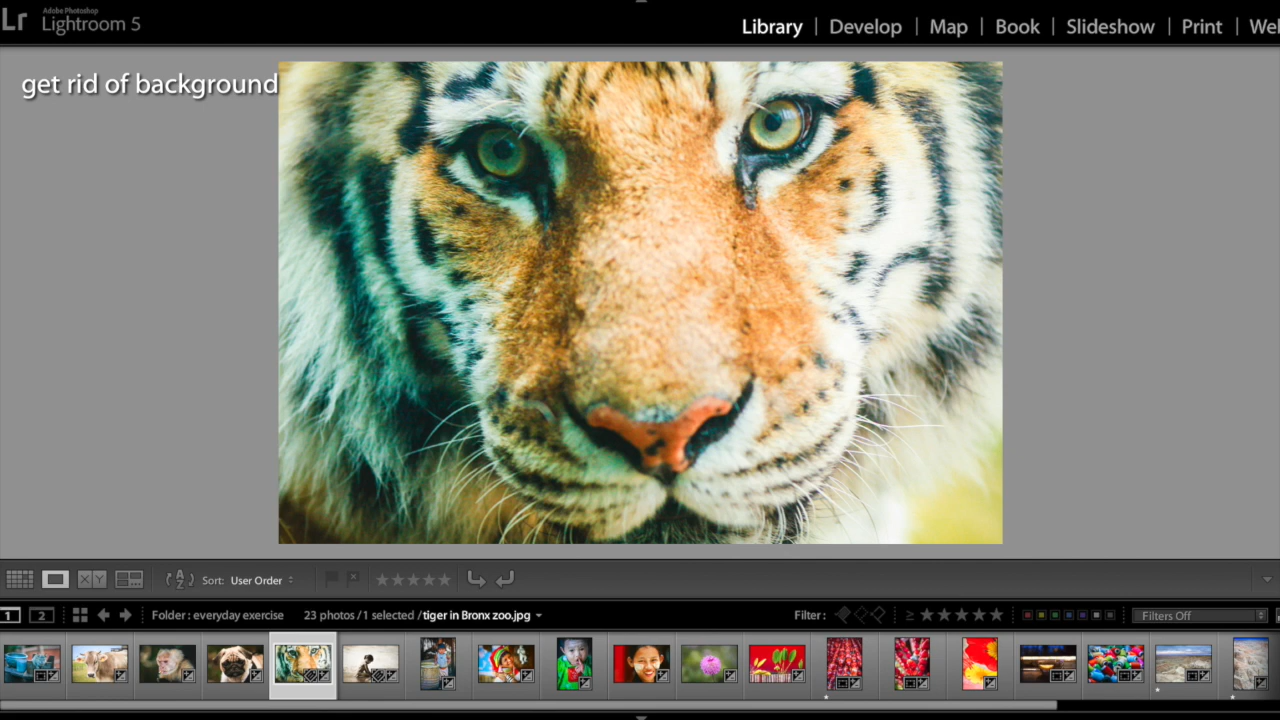 Lr
Adobe Photoshop
Lightroom 5
Library | Develop | Map | Book | Slideshow | Print |
get rid of background
XY
Sort: User Order
1 2 Folder : everyday exercise 23 photos / 1 selected / tiger in Bronx zoo.jpg Filter : ≥ Filters Off